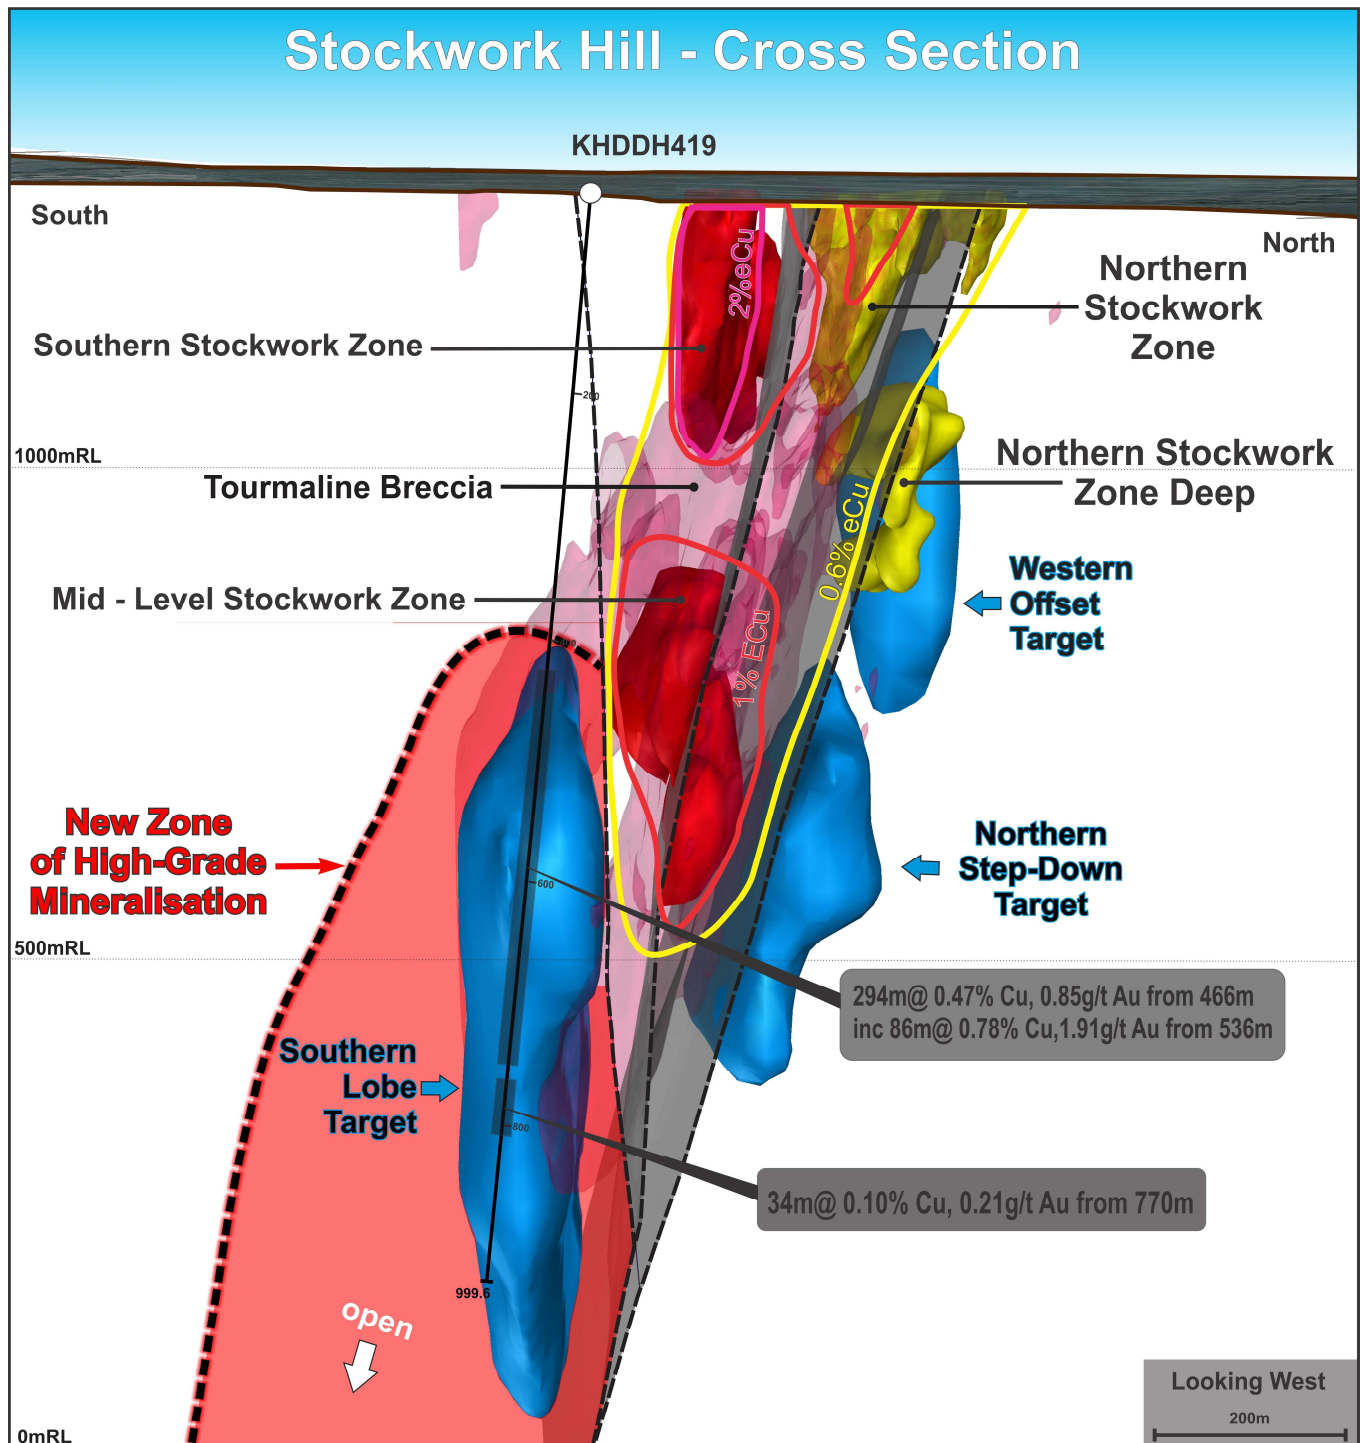 Stockwork Hill - Cross Section
KHDDH419
South
North
Northern
Stockwork
Zone
2%eCu
Southern Stockwork Zone
200
1000mRL
Northern Stockwork
Zone Deep
Tourmaline Breccia
0.6% eCu
Western
Offset
Target
Mid - Level Stockwork Zone
400
1% ECu
New Zone
of High-Grade
Mineralisation
Northern
Step-Down
Target
600
500mRL
294m@ 0.47% Cu, 0.85g/t Au from 466m
inc 86m@ 0.78% Cu,1.91g/t Au from 536m
Southern
Lobe
Target
800
34m@ 0.10% Cu, 0.21g/t Au from 770m
999.6
open
Looking West
200m
0mRL